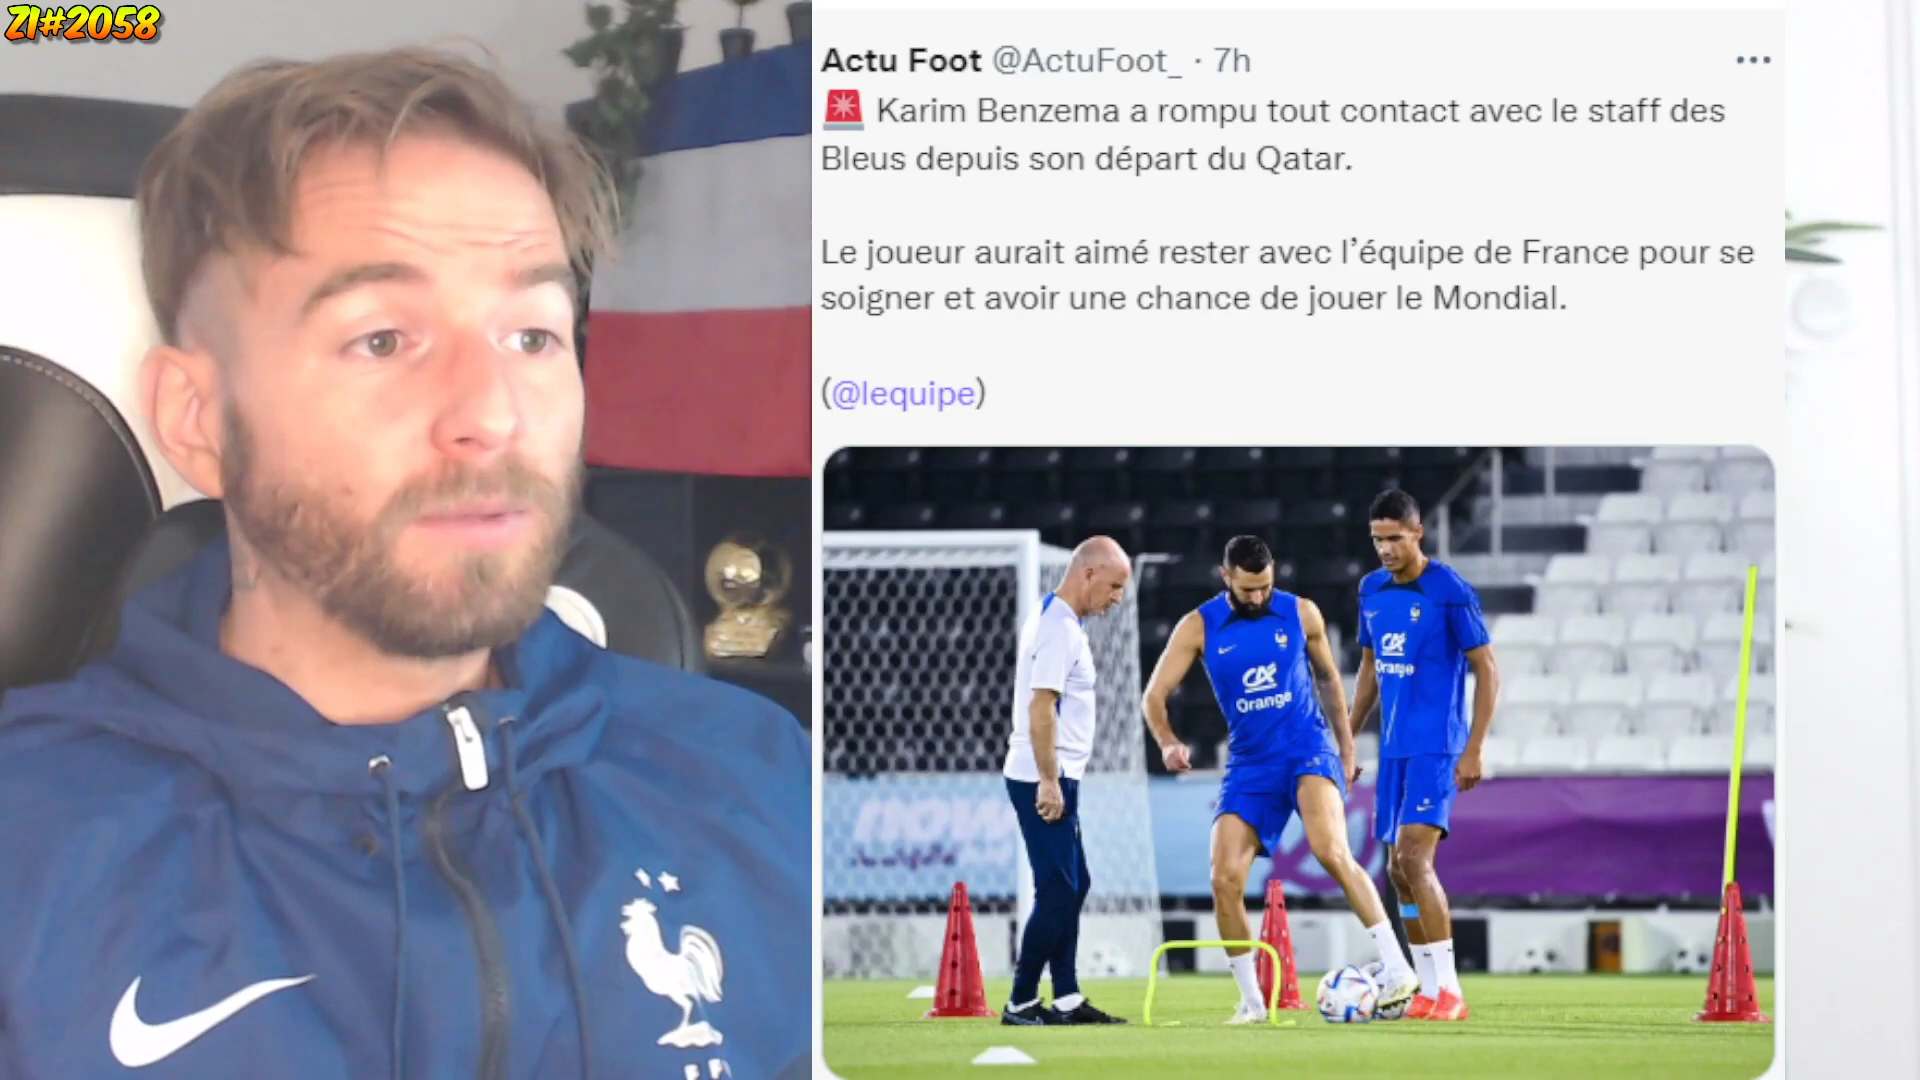 ZI#2058
Actu Foot @ActuFoot_ · 7h
🚨 Karim Benzema a rompu tout contact avec le staff des
Bleus depuis son départ du Qatar.
Le joueur aurait aimé rester avec l’équipe de France pour se
soigner et avoir une chance de jouer le Mondial.
(@lequipe)
CA
Orange
CA
Orange
now